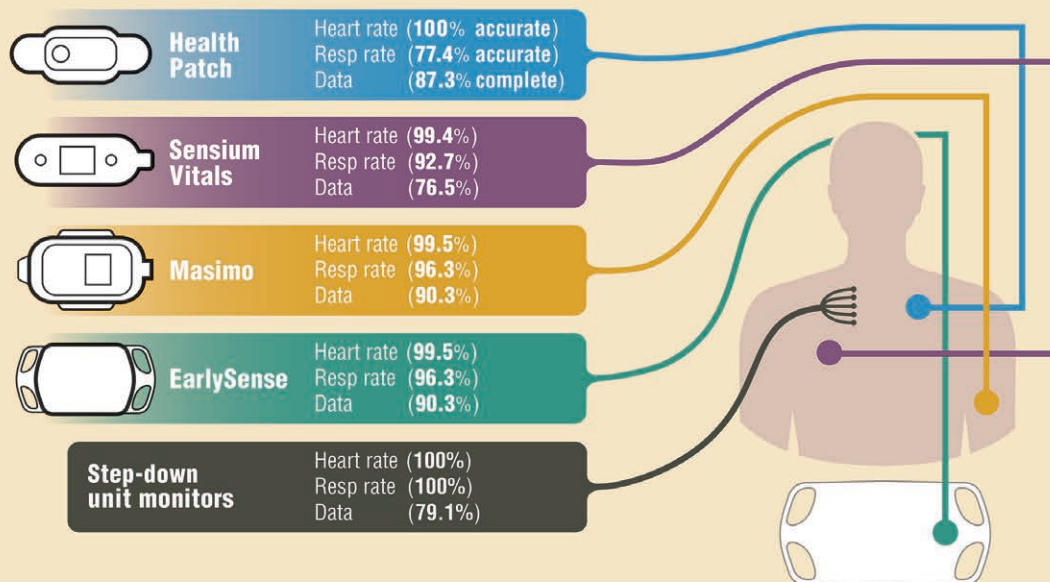 Health
Patch
Heart rate (100% accurate)
Resp rate (77.4% accurate)
Data (87.3% complete)
Sensium
Vitals
Heart rate (99.4%)
Resp rate (92.7%)
Data (76.5%)
Masimo
Heart rate (99.5%)
Resp rate (96.3%)
Data (90.3%)
EarlySense
Heart rate (99.5%)
Resp rate (96.3%)
Data (90.3%)
Step-down
unit monitors
Heart rate (100%)
Resp rate (100%)
Data (79.1%)